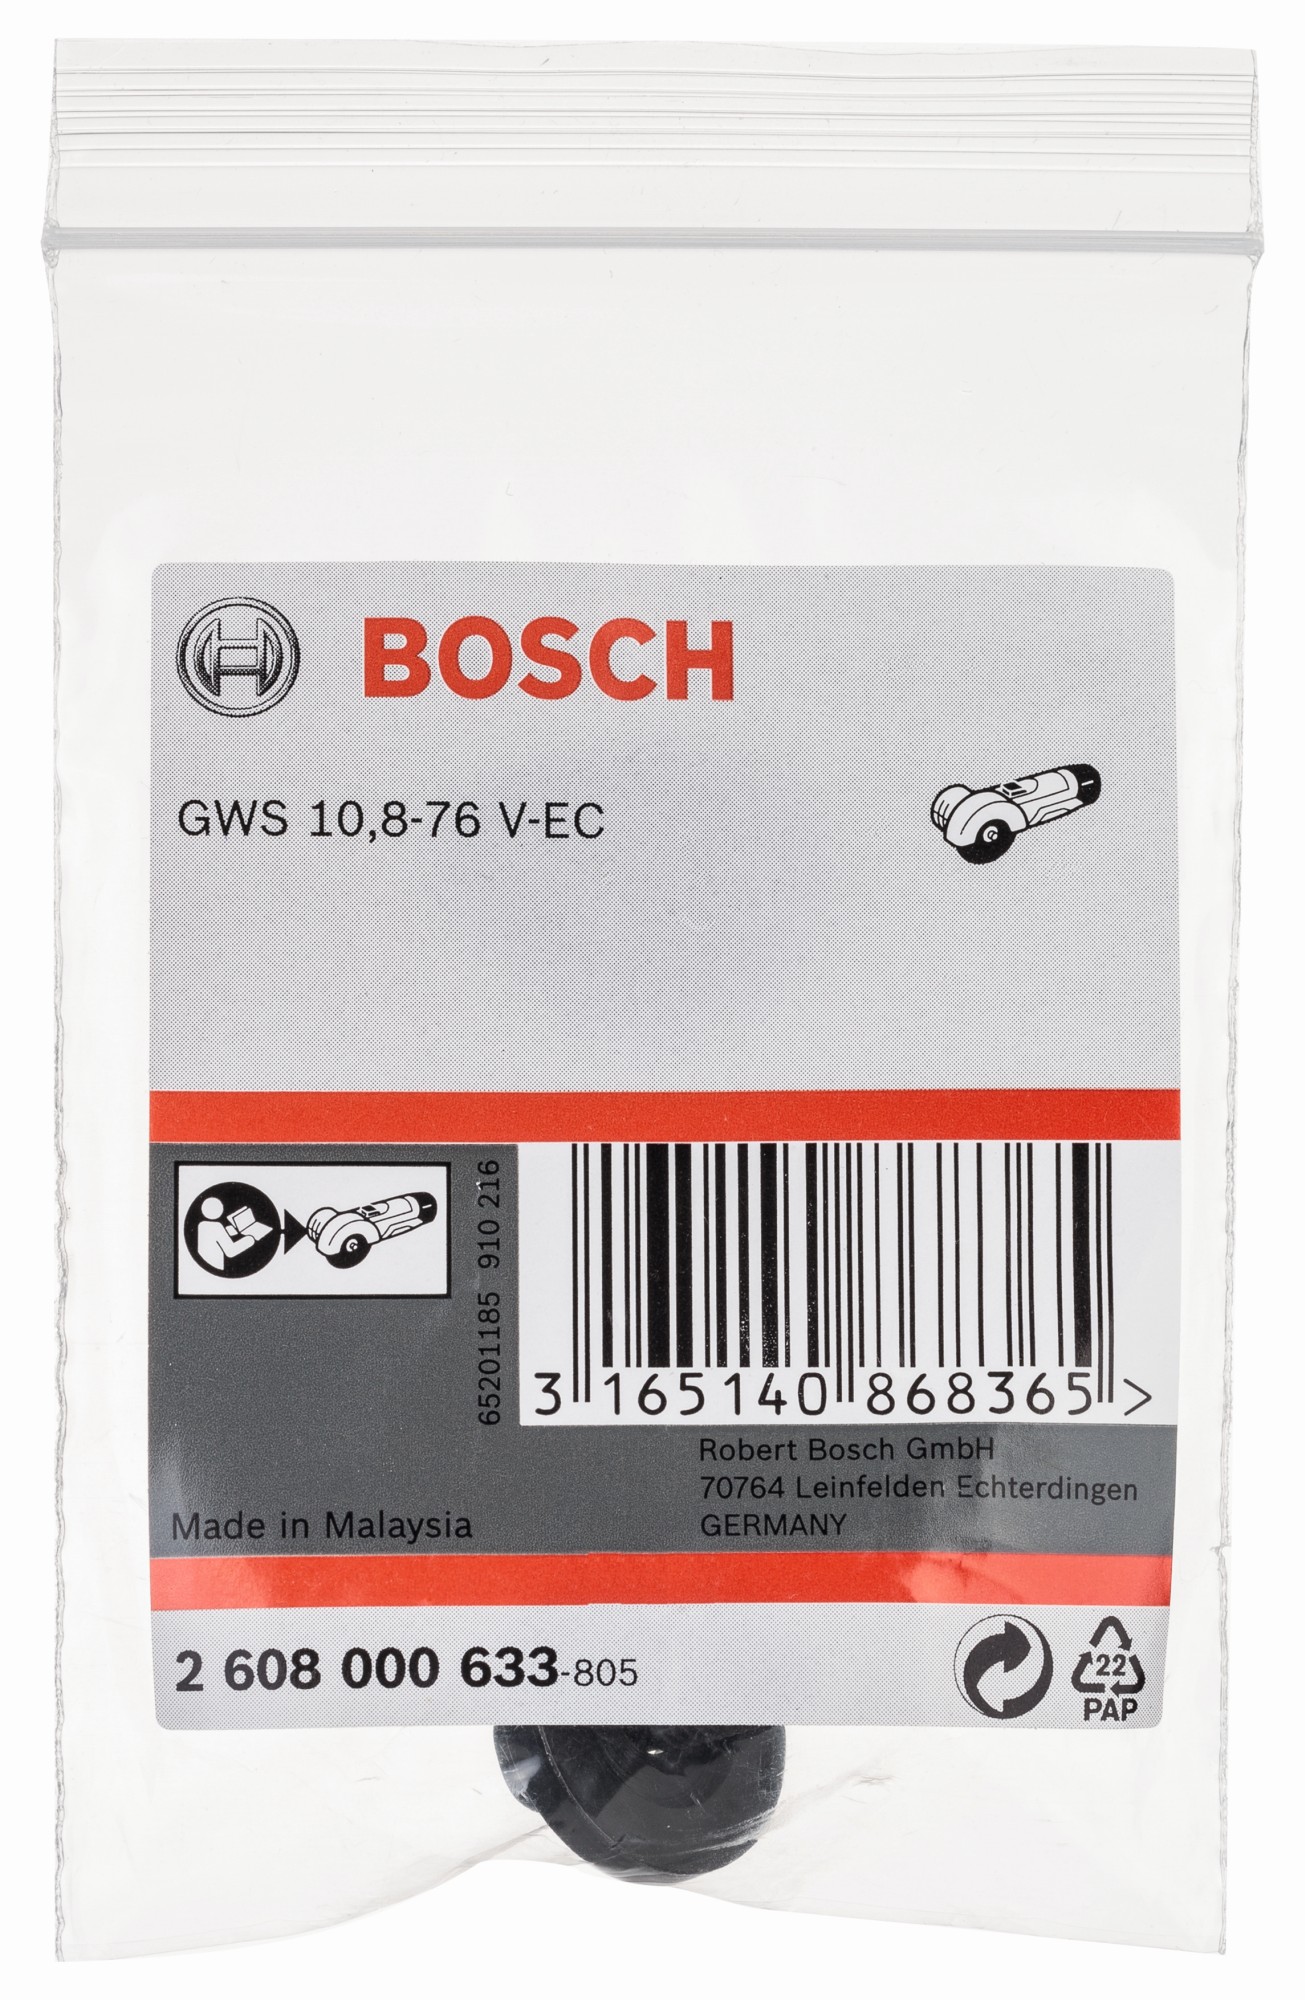 BOSCH
GWS 10,8-76 V-EC
65201185 910 216
3 165140 868365 >
Robert Bosch GmbH
70764 Leinfelden Echterdingen
GERMANY
Made in Malaysia
2 608 000 633-805
22
PAP